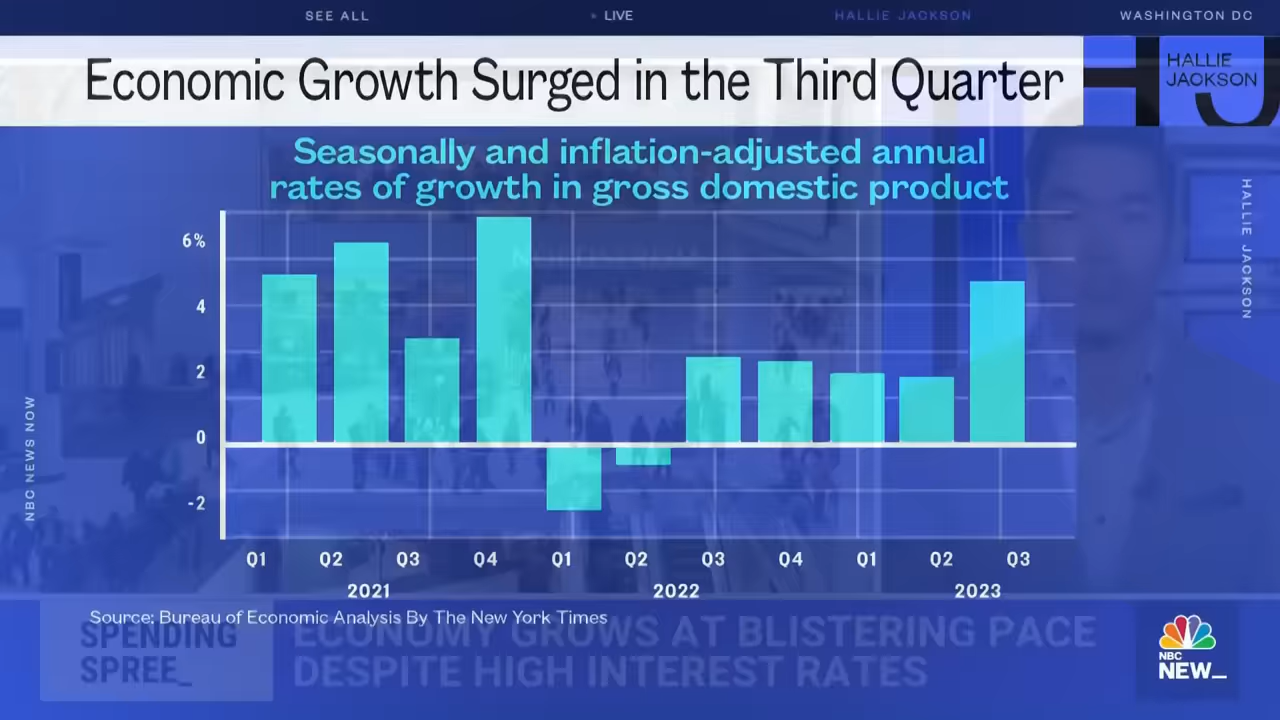 SEE ALL
LIVE
HALLIE JACKSON
WASHINGTON DC
Economic Growth Surged in the Third Quarter
HALLIE
JACKSON
Seasonally and inflation-adjusted annual
rates of growth in gross domestic product
6%
4
2
0
-2
Q1 Q2 Q3 Q4 Q1 Q2 Q3 Q4 Q1 Q2 Q3
2021 2022 2023
HALLIE JACKSON
NBC NEWS NOW
Source: Bureau of Economic Analysis By The New York Times
SPENDING
SPREE_
ECONOMY GROWS AT BLISTERING PACE
DESPITE HIGH INTEREST RATES
NBC
NEW_